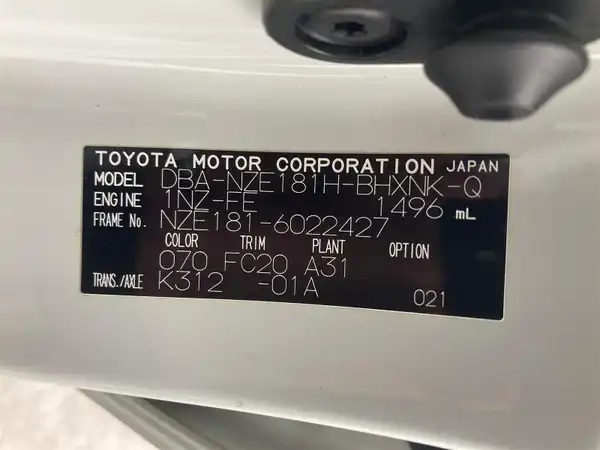 TOYOTA MOTOR CORPORATION JAPAN
MODEL DBA-NZE181H-BHXNK-Q
ENGINE 1NZ-FE 1496 mL
FRAME No. NZE181-6022427
COLOR TRIM PLANT OPTION
070 FC20 A31
TRANS./AXLE K312 -01A 021